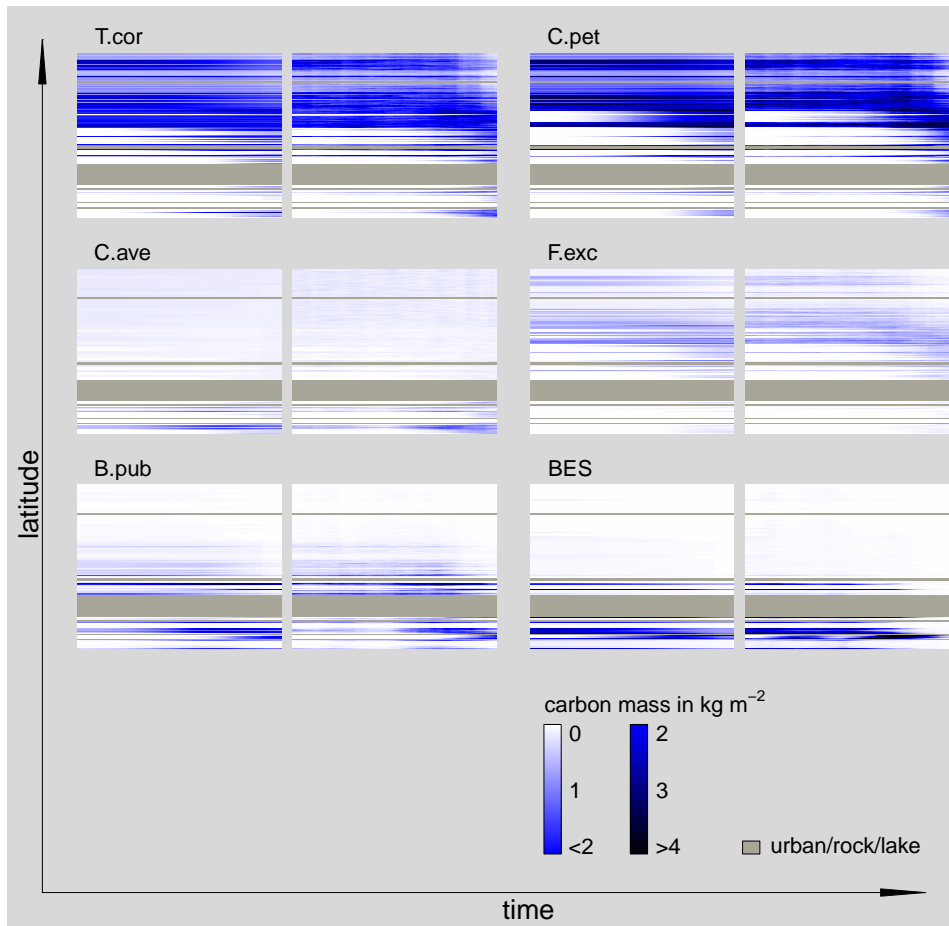 T.cor
C.pet
C.ave
F.exc
B.pub
BES
latitude
carbon mass in kg m⁻²
0
2
1
3
<2
>4
urban/rock/lake
time